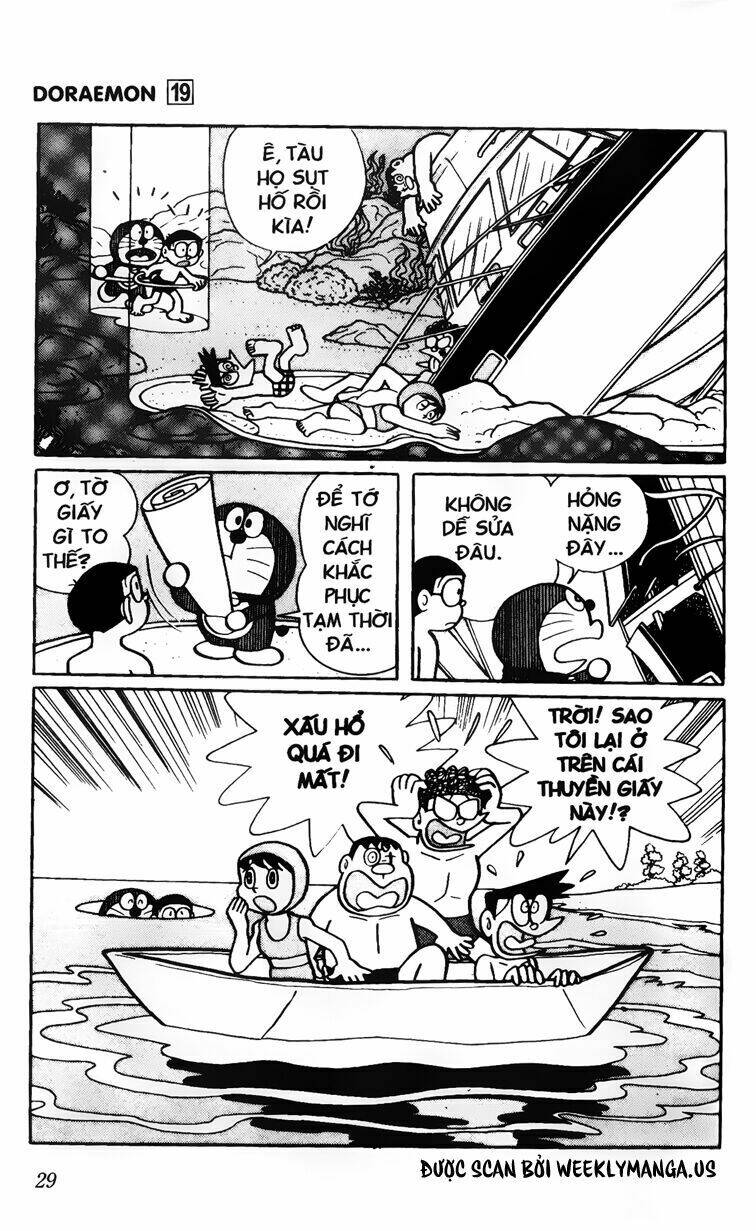 DORAEMON 19
Ê, TÀU
HỌ SỤT
HỐ RỒI
KÌA!
HỎNG
NẶNG
ĐÂY...
KHÔNG
DỄ SỬA
ĐÂU.
ĐỂ TỚ
NGHĨ
CÁCH
KHẮC
PHỤC
TẠM THỜI
ĐÃ...
Ơ, TỜ
GIẤY
GÌ TO
THẾ?
TRỜI! SAO
TÔI LẠI Ở
TRÊN CÁI
THUYỀN GIẤY
NÀY!?
XẤU HỔ
QUÁ ĐI
MẤT!
29
ĐƯỢC SCAN BỞI WEEKLYMANGA.US